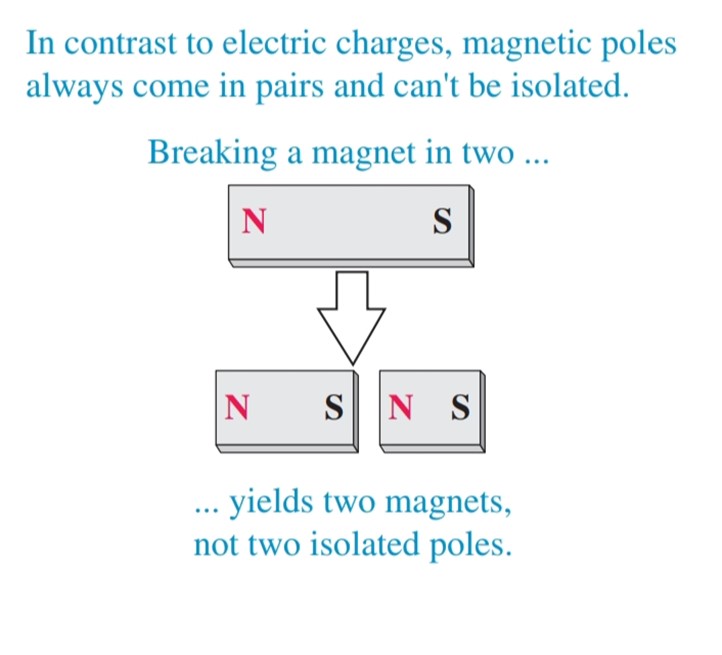 In contrast to electric charges, magnetic poles
always come in pairs and can't be isolated.
Breaking a magnet in two ...
N S
N S N S
... yields two magnets,
not two isolated poles.